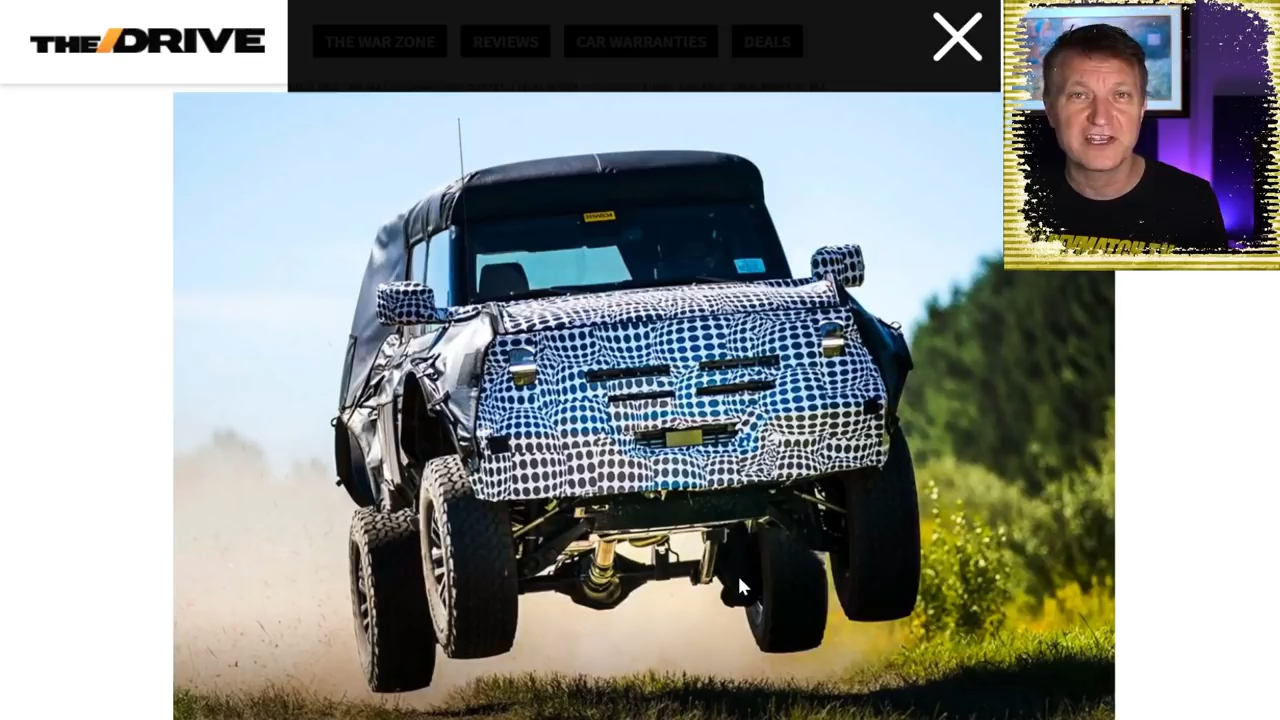 THE/DRIVE
THE WAR ZONE
REVIEWS
CAR WARRANTIES
DEALS